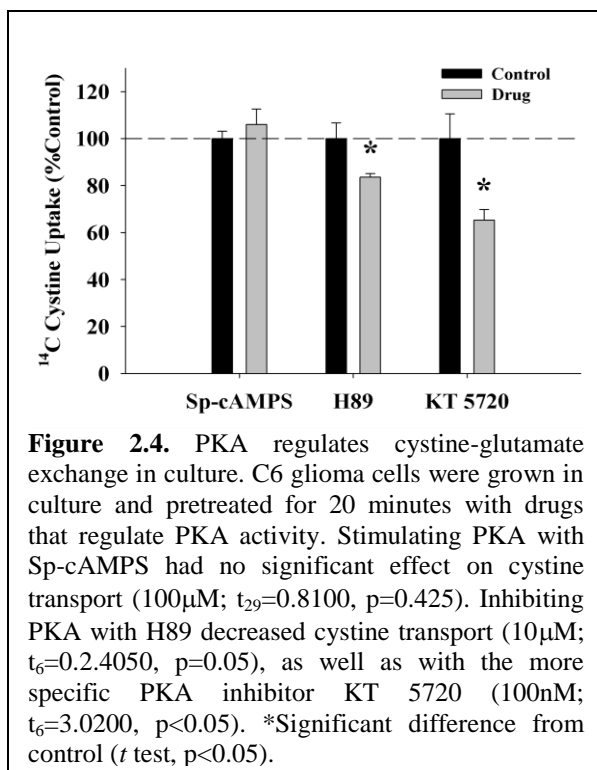 Control
Drug
120
100
80
60
40
20
0
¹⁴C Cystine Uptake (%Control)
*
*
Sp-cAMPS H89 KT 5720
Figure 2.4. PKA regulates cystine-glutamate
exchange in culture. C6 glioma cells were grown in
culture and pretreated for 20 minutes with drugs
that regulate PKA activity. Stimulating PKA with
Sp-cAMPS had no significant effect on cystine
transport (100μM; t₂₉=0.8100, p=0.425). Inhibiting
PKA with H89 decreased cystine transport (10μM;
t₆=0.2.4050, p=0.05), as well as with the more
specific PKA inhibitor KT 5720 (100nM;
t₆=3.0200, p<0.05). *Significant difference from
control (t test, p<0.05).